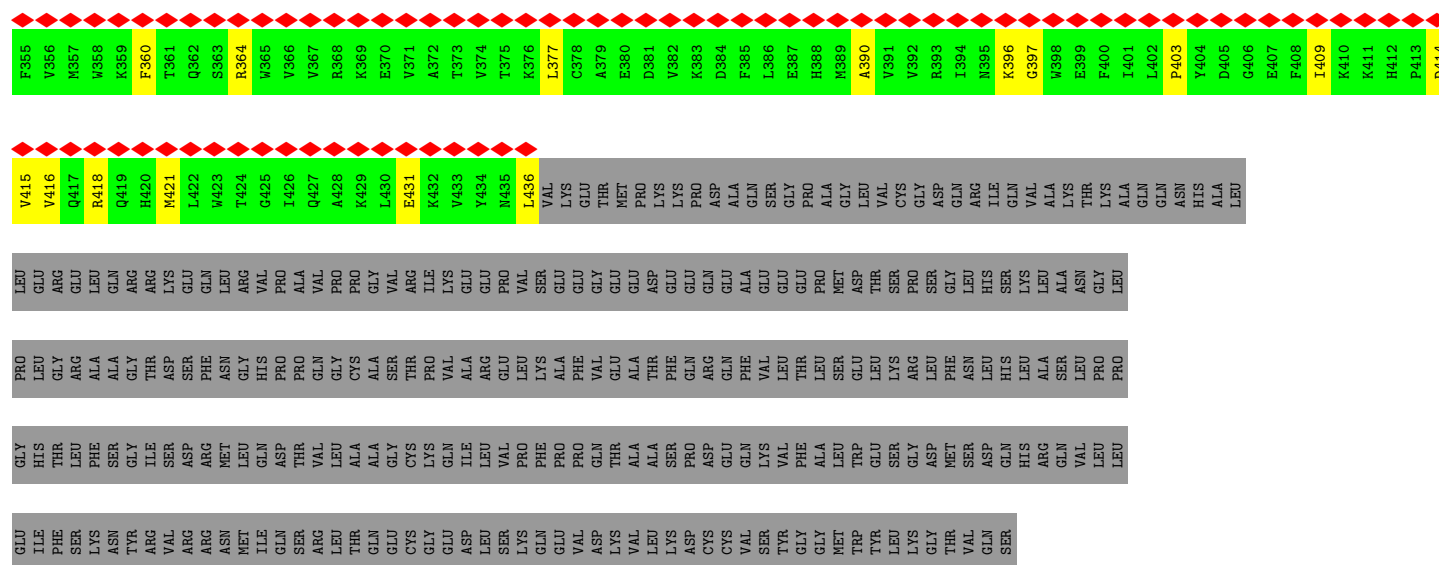 F355 V356 M357 W358 K359 F360 T361 Q362 S363 R364 W365 V366 V367 R368 K369 E370 V371 A372 T373 V374 T375 K376 L377 C378 A379 E380 D381 V382 K383 D384 F385 L386 E387 H388 M389 A390 V391 V392 R393 I394 N395 K396 G397 W398 E399 F400 I401 L402 P403 Y404 D405 G406 E407 F408 I409 K410 K411 H412 P413
V415 V416 Q417 R418 Q419 H420 M421 L422 W423 T424 G425 I426 Q427 A428 K429 L430 E431 K432 V433 Y434 N435 L436 VAL LYS GLU THR MET PRO LYS LYS PRO ASP ALA GLN SER GLY PRO ALA GLY LEU VAL CYS GLY ASP GLN ARG ILE GLN VAL ALA LYS THR LYS ALA GLN GLN ASN HIS ALA LEU
LEU GLU ARG GLU LEU GLN ARG ARG LYS GLU GLN LEU ARG VAL PRO ALA VAL PRO PRO GLY VAL ARG ILE LYS GLU GLU PRO VAL SER GLU GLU GLY GLU GLU ASP GLU GLU GLN GLU ALA GLU GLU GLU PRO MET ASP THR SER PRO SER GLY LEU HIS SER LYS LEU ALA ASN GLY LEU
PRO LEU GLY ARG ALA ALA GLY THR ASP SER PHE ASN GLY HIS PRO PRO GLN GLY CYS ALA SER THR PRO VAL ALA ARG GLU LEU LYS ALA PHE VAL GLU ALA THR PHE GLN ARG GLN PHE VAL LEU THR LEU SER GLU LEU LYS ARG LEU PHE ASN LEU HIS LEU ALA SER LEU PRO PRO
GLY HIS THR LEU PHE SER GLY ILE SER ASP ARG MET LEU GLN ASP THR VAL LEU ALA ALA GLY CYS LYS GLN ILE LEU VAL PRO PHE PRO PRO GLN THR ALA ALA SER PRO ASP GLU GLN LYS VAL PHE ALA LEU TRP GLU SER GLY ASP MET SER ASP GLN HIS ARG GLN VAL LEU LEU
GLU ILE PHE SER LYS ASN TYR ARG VAL ARG ARG ASN MET ILE GLN SER ARG LEU THR GLN GLU CYS GLY GLU ASP LEU SER LYS GLN GLU VAL ASP LYS VAL LEU LYS ASP CYS CYS VAL SER TYR GLY GLY MET TRP TYR LEU LYS GLY THR VAL GLN SER